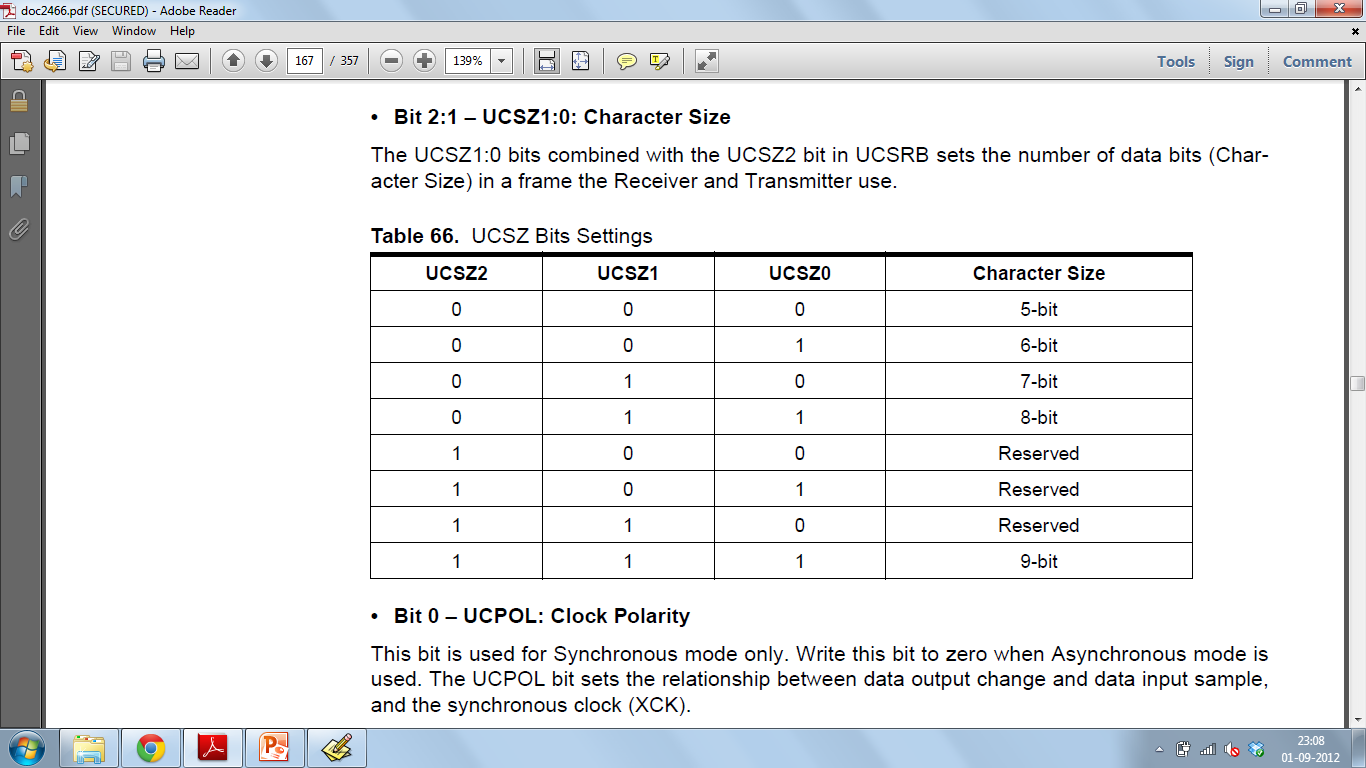 doc2466.pdf (SECURED) - Adobe Reader
File Edit View Window Help
167 / 357 139% Tools Sign Comment
• Bit 2:1 – UCSZ1:0: Character Size
The UCSZ1:0 bits combined with the UCSZ2 bit in UCSRB sets the number of data bits (Char-
acter Size) in a frame the Receiver and Transmitter use.
Table 66. UCSZ Bits Settings
UCSZ2 UCSZ1 UCSZ0 Character Size
0 0 0 5-bit
0 0 1 6-bit
0 1 0 7-bit
0 1 1 8-bit
1 0 0 Reserved
1 0 1 Reserved
1 1 0 Reserved
1 1 1 9-bit
• Bit 0 – UCPOL: Clock Polarity
This bit is used for Synchronous mode only. Write this bit to zero when Asynchronous mode is
used. The UCPOL bit sets the relationship between data output change and data input sample,
and the synchronous clock (XCK).
23:08
01-09-2012